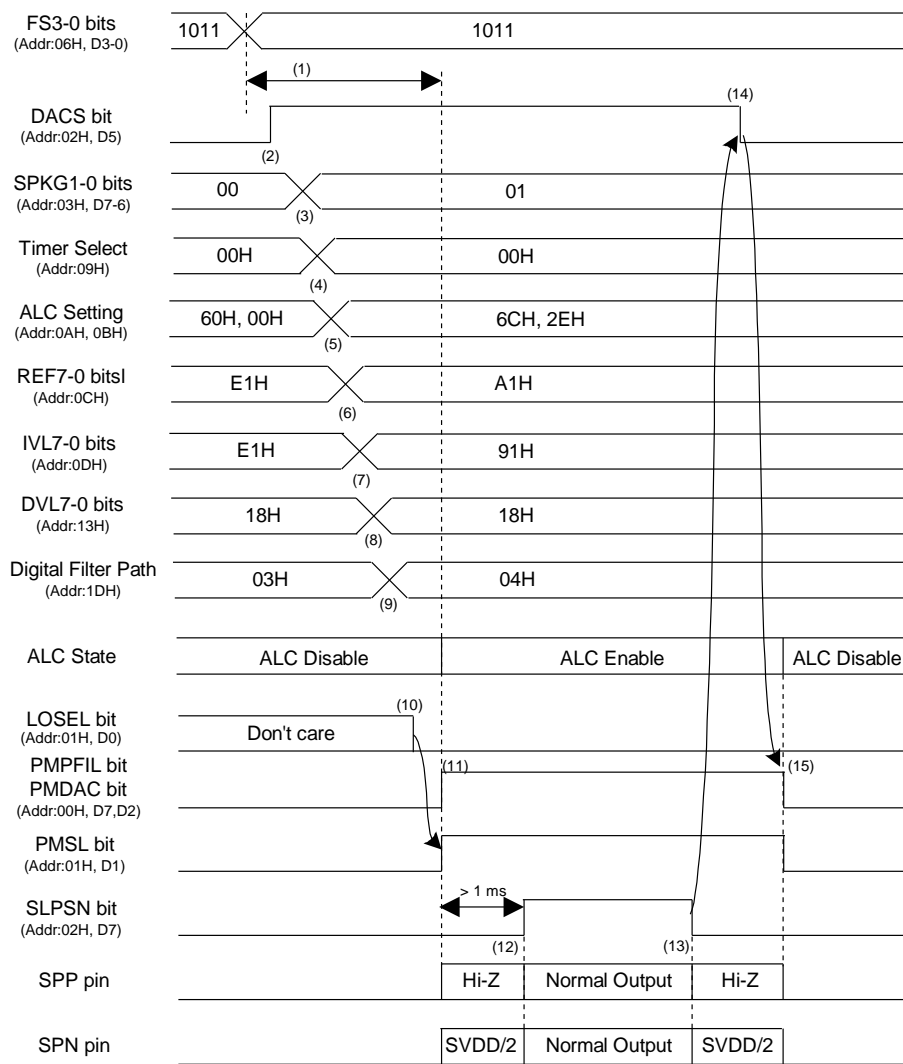 FS3-0 bits
(Addr:06H, D3-0)
1011
1011
(1)
DACS bit
(Addr:02H, D5)
(2)
(14)
SPKG1-0 bits
(Addr:03H, D7-6)
00
01
(3)
Timer Select
(Addr:09H)
00H
00H
(4)
ALC Setting
(Addr:0AH, 0BH)
60H, 00H
6CH, 2EH
(5)
REF7-0 bitsl
(Addr:0CH)
E1H
A1H
(6)
IVL7-0 bits
(Addr:0DH)
E1H
91H
(7)
DVL7-0 bits
(Addr:13H)
18H
18H
(8)
Digital Filter Path
(Addr:1DH)
03H
04H
(9)
ALC State
ALC Disable
ALC Enable
ALC Disable
LOSEL bit
(Addr:01H, D0)
Don't care
(10)
PMPFIL bit
PMDAC bit
(Addr:00H, D7,D2)
(11)
(15)
PMSL bit
(Addr:01H, D1)
> 1 ms
SLPSN bit
(Addr:02H, D7)
(12)
(13)
SPP pin
Hi-Z
Normal Output
Hi-Z
SPN pin
SVDD/2
Normal Output
SVDD/2